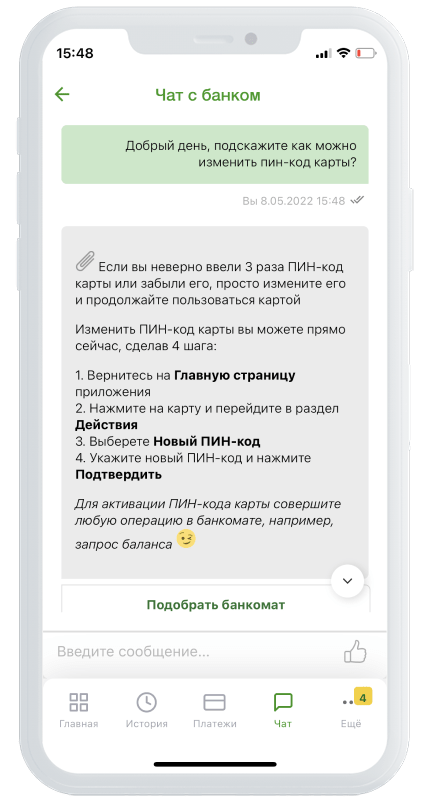 15:48
Чат с банком
Добрый день, подскажите как можно
изменить пин-код карты?
Вы 8.05.2022 15:48
Если вы неверно ввели 3 раза ПИН-код
карты или забыли его, просто измените его
и продолжайте пользоваться картой
Изменить ПИН-код карты вы можете прямо
сейчас, сделав 4 шага:
1. Вернитесь на Главную страницу
приложения
2. Нажмите на карту и перейдите в раздел
Действия
3. Выберете Новый ПИН-код
4. Укажите новый ПИН-код и нажмите
Подтвердить
Для активации ПИН-кода карты совершите
любую операцию в банкомате, например,
запрос баланса 😉
Подобрать банкомат
Введите сообщение...
4
Главная История Платежи Чат Ещё